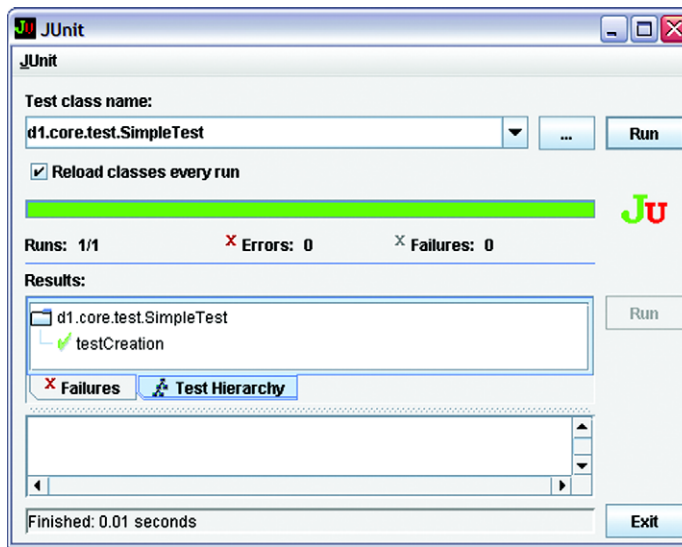 JU JUnit
JUnit
Test class name:
d1.core.test.SimpleTest ... Run
Reload classes every run
JU
Runs: 1/1 X Errors: 0 X Failures: 0
Results:
d1.core.test.SimpleTest Run
testCreation
X Failures Test Hierarchy
Finished: 0.01 seconds Exit